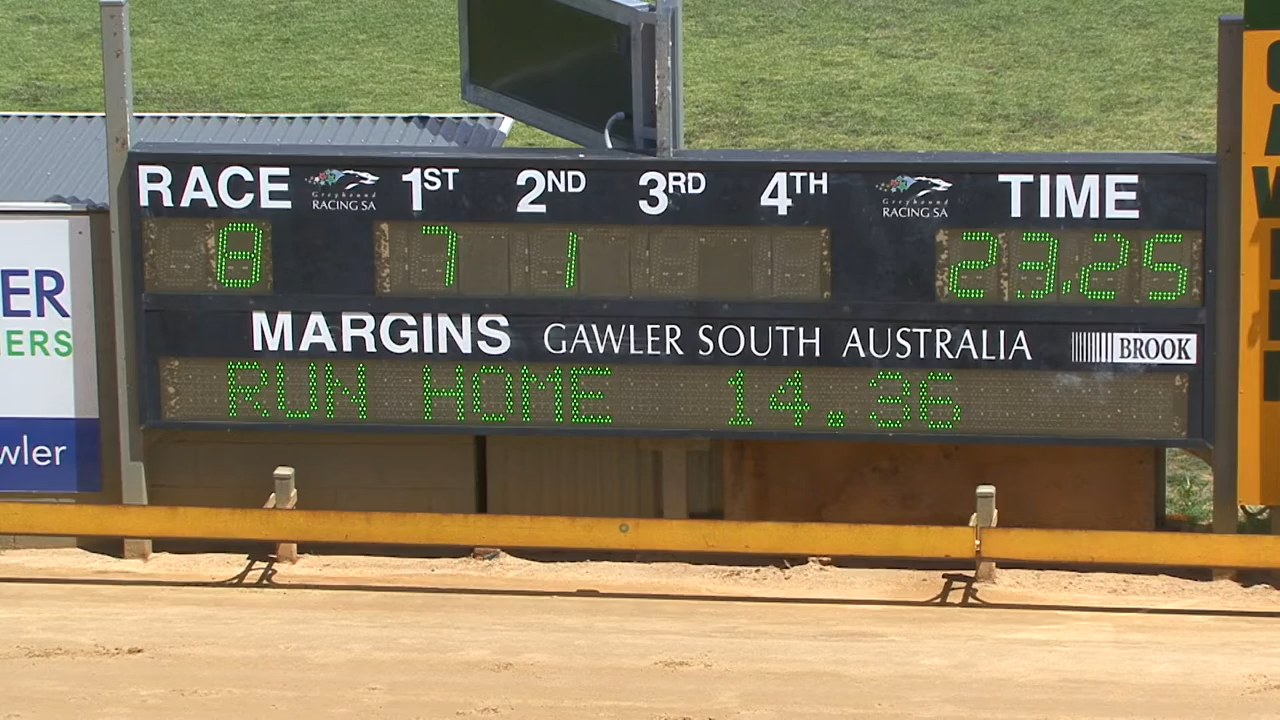 RACE Greyhound RACING SA 1ST 2ND 3RD 4TH Greyhound RACING SA TIME
8 7 1 23.25
MARGINS GAWLER SOUTH AUSTRALIA BROOK
RUN HOME 14.36
ER
ERS
wler
GAW